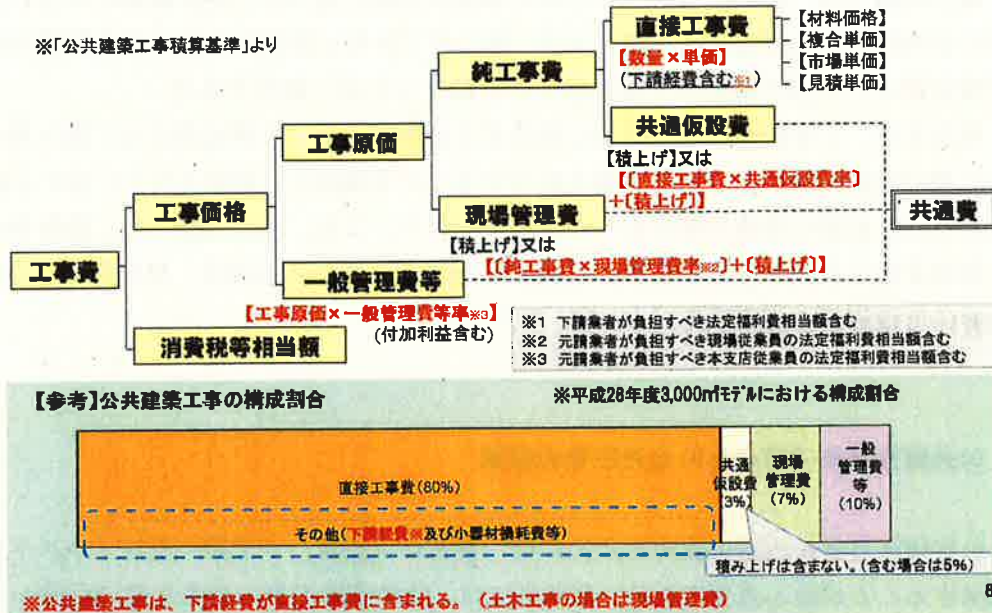 ※「公共建築工事積算基準」より
工事費
工事価格
消費税等相当額
工事原価
一般管理費等
【工事原価×一般管理費等率※3】
(付加利益含む)
純工事費
現場管理費
【積上げ】又は
【〔純工事費×現場管理費率※2〕+〔積上げ〕】
直接工事費
【数量×単価】
(下請経費含む※1)
【材料価格】
【複合単価】
【市場単価】
【見積単価】
共通仮設費
【積上げ】又は
【〔直接工事費×共通仮設費率〕
+〔積上げ〕】
共通費
※1 下請業者が負担すべき法定福利費相当額含む
※2 元請業者が負担すべき現場従業員の法定福利費相当額含む
※3 元請業者が負担すべき本支店従業員の法定福利費相当額含む
【参考】公共建築工事の構成割合
※平成28年度3,000㎡モデルにおける構成割合
直接工事費(80%)
その他(下請経費※及び小器材損耗費等)
共通
仮設費
(3%)
現場
管理費
(7%)
一般
管理費
等
(10%)
積み上げは含まない。(含む場合は5%)
※公共建築工事は、下請経費が直接工事費に含まれる。(土木工事の場合は現場管理費)
8